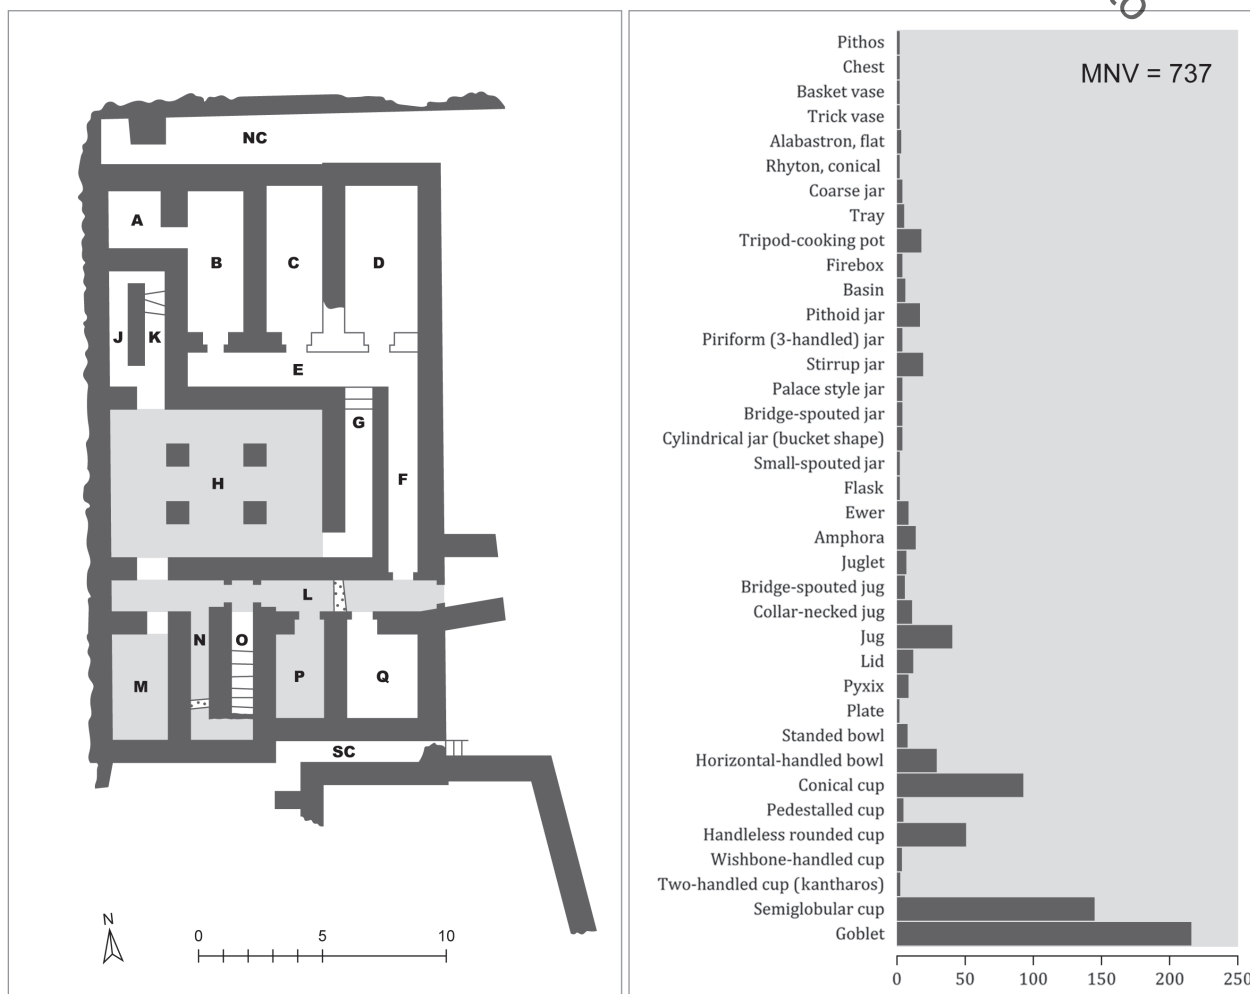 NC
A
B
C
D
J
K
E
G
H
F
L
N
O
M
P
Q
SC
N
0 5 10
MNV = 737
Pithos
Chest
Basket vase
Trick vase
Alabastron, flat
Rhyton, conical
Coarse jar
Tray
Tripod-cooking pot
Firebox
Basin
Pithoid jar
Piriform (3-handled) jar
Stirrup jar
Palace style jar
Bridge-spouted jar
Cylindrical jar (bucket shape)
Small-spouted jar
Flask
Ewer
Amphora
Juglet
Bridge-spouted jug
Collar-necked jug
Jug
Lid
Pyxix
Plate
Standed bowl
Horizontal-handled bowl
Conical cup
Pedestalled cup
Handleless rounded cup
Wishbone-handled cup
Two-handled cup (kantharos)
Semiglobular cup
Goblet
0 50 100 150 200 250